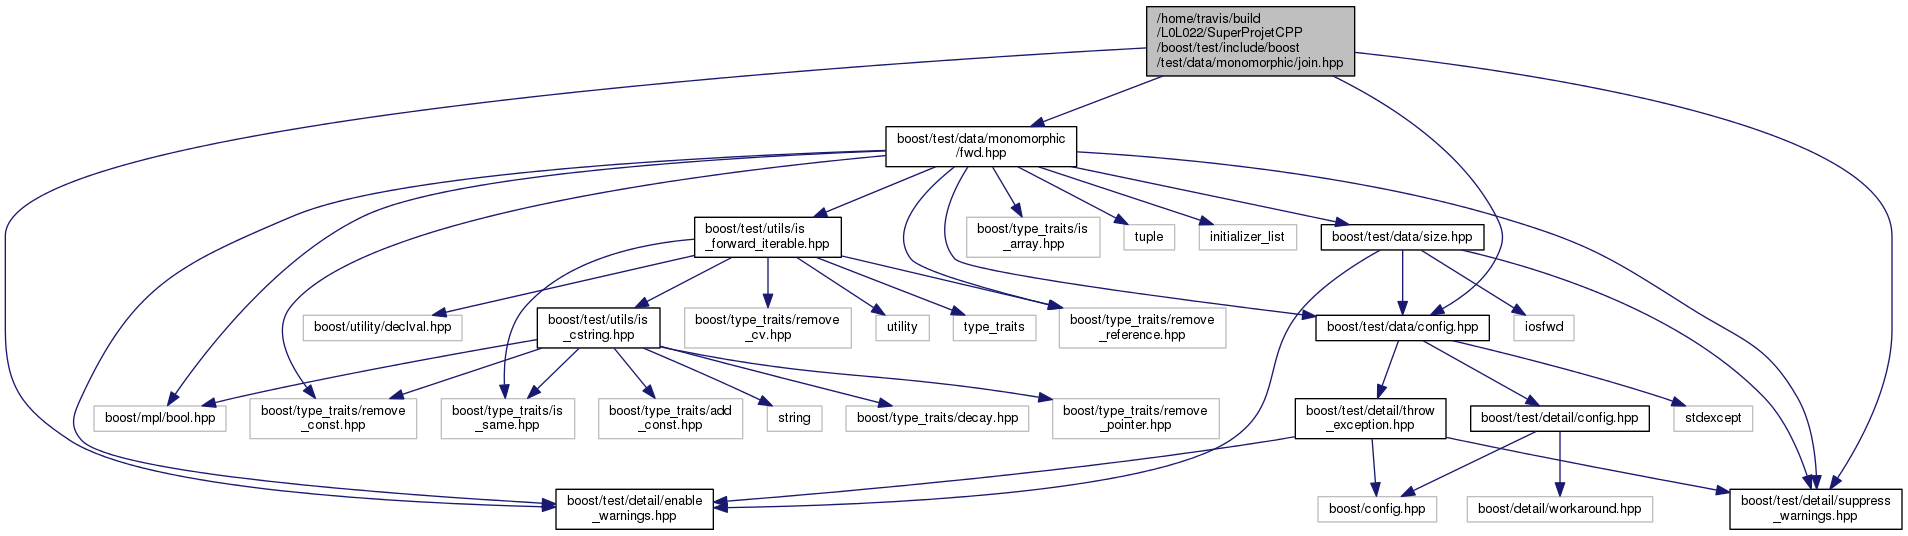 /home/travis/build
/L0L022/SuperProjetCPP
/boost/test/include/boost
/test/data/monomorphic/join.hpp
boost/test/data/monomorphic
/fwd.hpp
boost/test/utils/is
_forward_iterable.hpp
boost/type_traits/is
_array.hpp
tuple
initializer_list
boost/test/data/size.hpp
boost/utility/declval.hpp
boost/test/utils/is
_cstring.hpp
boost/type_traits/remove
_cv.hpp
utility
type_traits
boost/type_traits/remove
_reference.hpp
boost/test/data/config.hpp
iosfwd
boost/mpl/bool.hpp
boost/type_traits/remove
_const.hpp
boost/type_traits/is
_same.hpp
boost/type_traits/add
_const.hpp
string
boost/type_traits/decay.hpp
boost/type_traits/remove
_pointer.hpp
boost/test/detail/throw
_exception.hpp
boost/test/detail/config.hpp
stdexcept
boost/test/detail/enable
_warnings.hpp
boost/config.hpp
boost/detail/workaround.hpp
boost/test/detail/suppress
_warnings.hpp